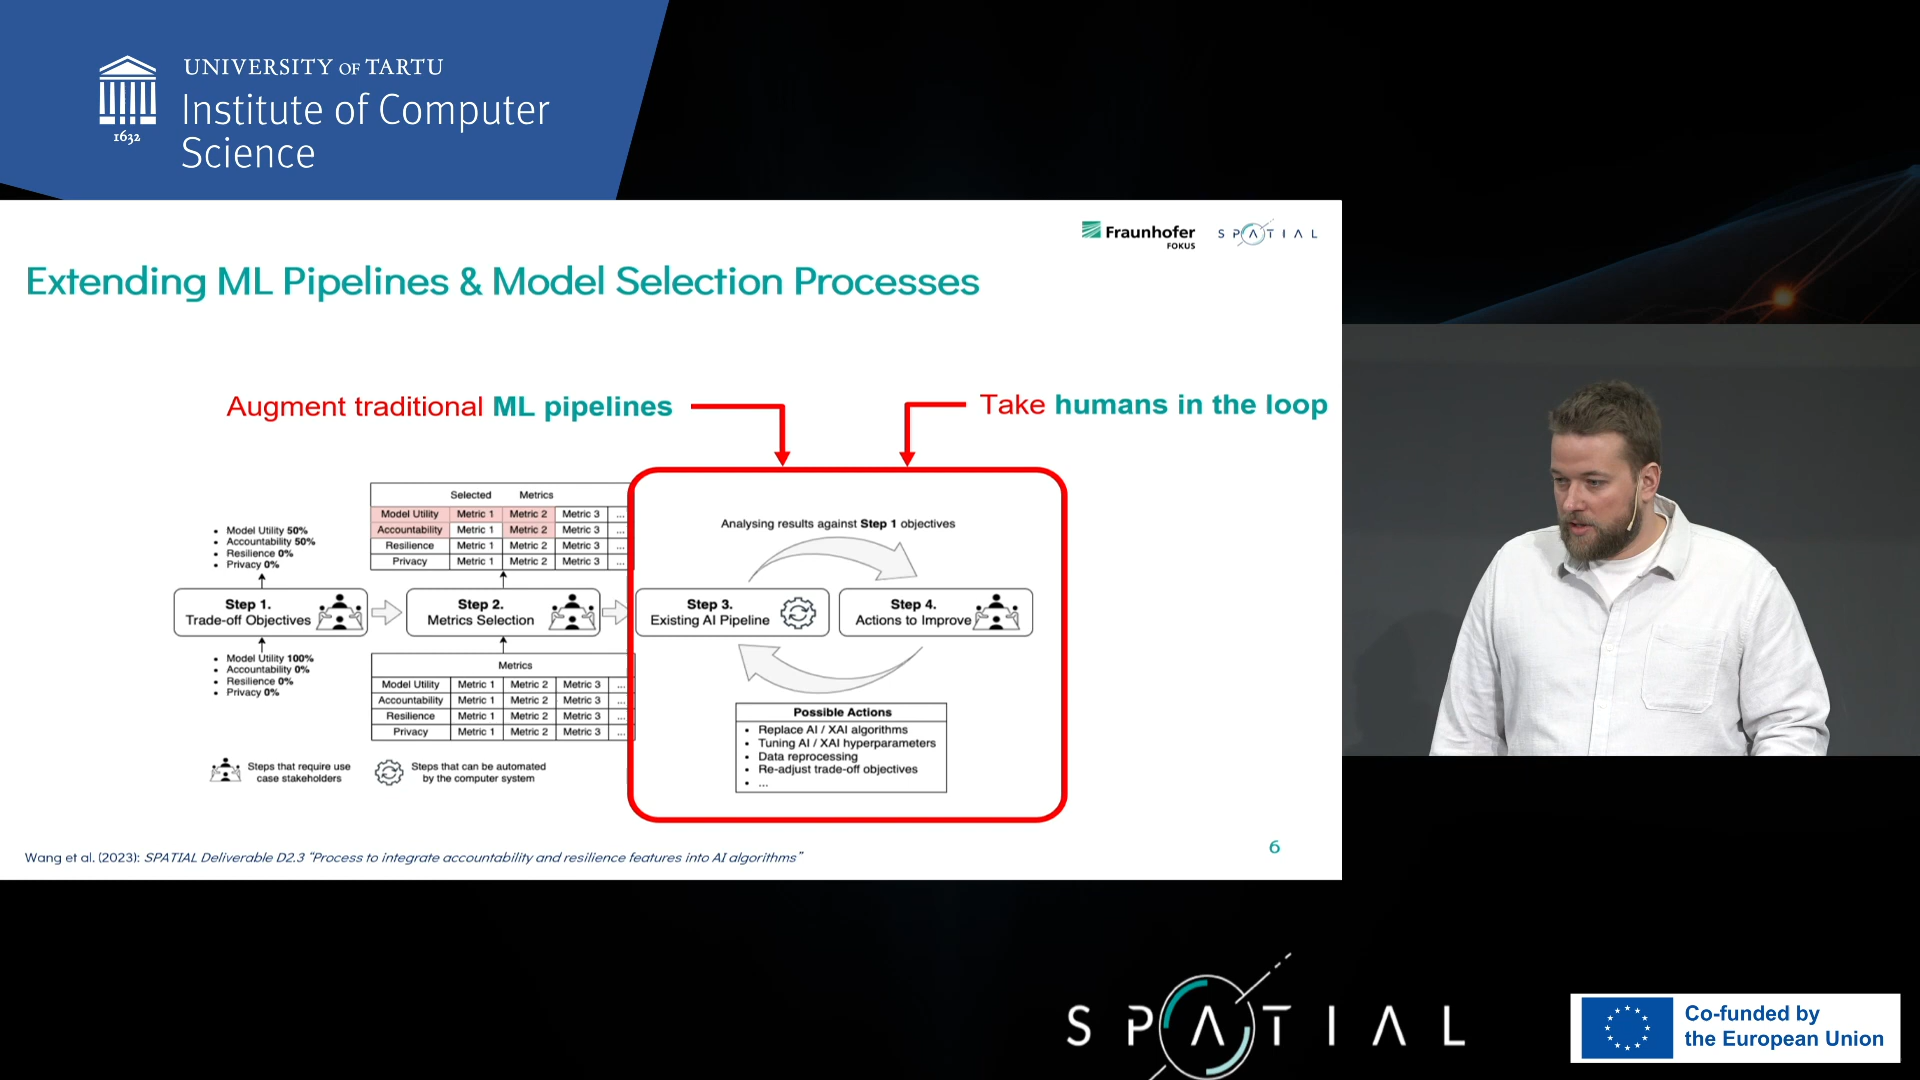 UNIVERSITY OF TARTU
Institute of Computer
Science
1632
Fraunhofer
FOKUS
SPATIAL
Extending ML Pipelines & Model Selection Processes
Augment traditional ML pipelines
Take humans in the loop
Selected Metrics
Model Utility Metric 1 Metric 2 Metric 3 ...
Accountability Metric 1 Metric 2 Metric 3 ...
Resilience Metric 1 Metric 2 Metric 3 ...
Privacy Metric 1 Metric 2 Metric 3 ...
• Model Utility 50%
• Accountability 50%
• Resilience 0%
• Privacy 0%
Analysing results against Step 1 objectives
Step 1.
Trade-off Objectives
Step 2.
Metrics Selection
Step 3.
Existing AI Pipeline
Step 4.
Actions to Improve
• Model Utility 100%
• Accountability 0%
• Resilience 0%
• Privacy 0%
Metrics
Model Utility Metric 1 Metric 2 Metric 3 ...
Accountability Metric 1 Metric 2 Metric 3 ...
Resilience Metric 1 Metric 2 Metric 3 ...
Privacy Metric 1 Metric 2 Metric 3 ...
Possible Actions
• Replace AI / XAI algorithms
• Tuning AI / XAI hyperparameters
• Data reprocessing
• Re-adjust trade-off objectives
• ...
Steps that require use
case stakeholders
Steps that can be automated
by the computer system
Wang et al. (2023): SPATIAL Deliverable D2.3 "Process to integrate accountability and resilience features into AI algorithms"
6
SPATIAL
Co-funded by
the European Union